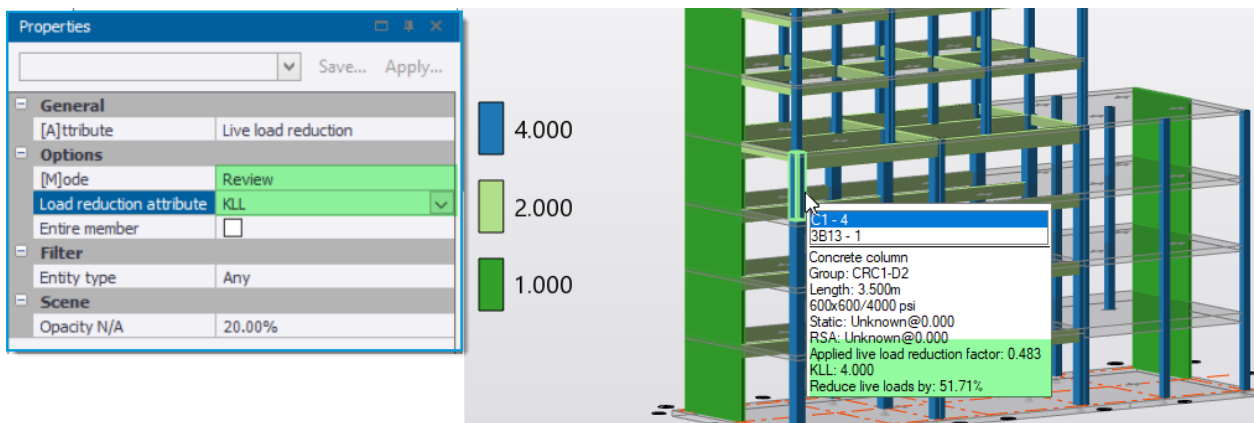 Properties
Save... Apply...
General
[A]ttribute Live load reduction
Options
[M]ode Review
Load reduction attribute KLL
Entire member
Filter
Entity type Any
Scene
Opacity N/A 20.00%
4.000
2.000
1.000
C1 - 4
3B13 - 1
Concrete column
Group: CRC1-D2
Length: 3.500m
600x600/4000 psi
Static: Unknown@0.000
RSA: Unknown@0.000
Applied live load reduction factor: 0.483
KLL: 4.000
Reduce live loads by: 51.71%